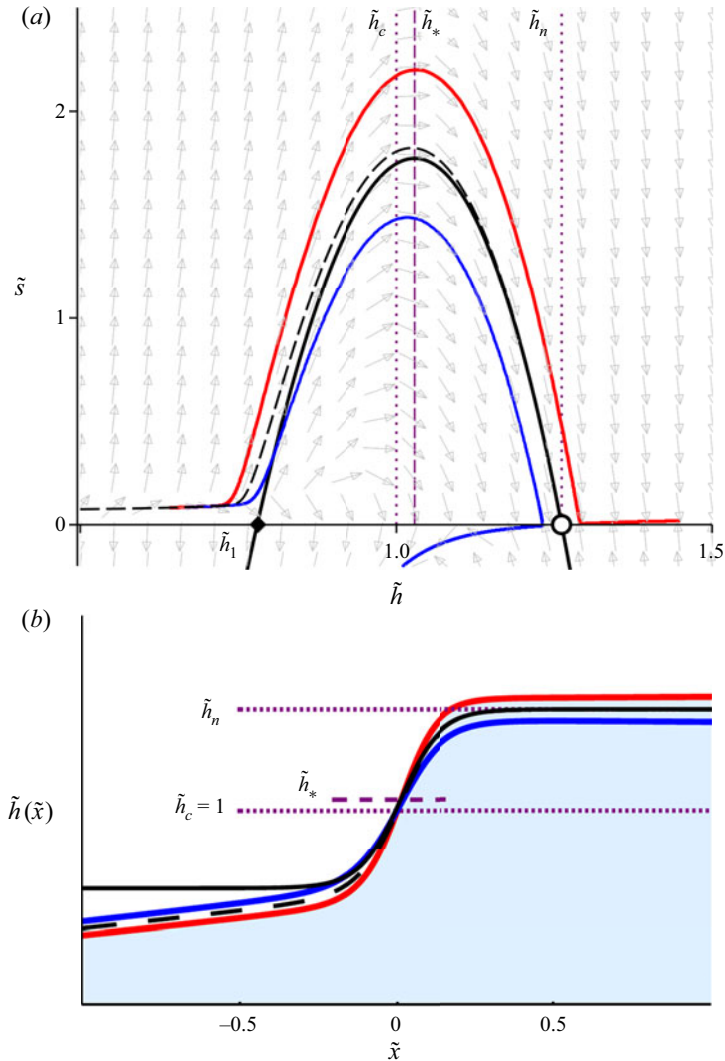 (a)
h̃c h̃* h̃n
2
s̃
1
0
h̃1
1.0
1.5
h̃
(b)
h̃n
h̃*
h̃(x̃)
h̃c = 1
–0.5 0 0.5
x̃